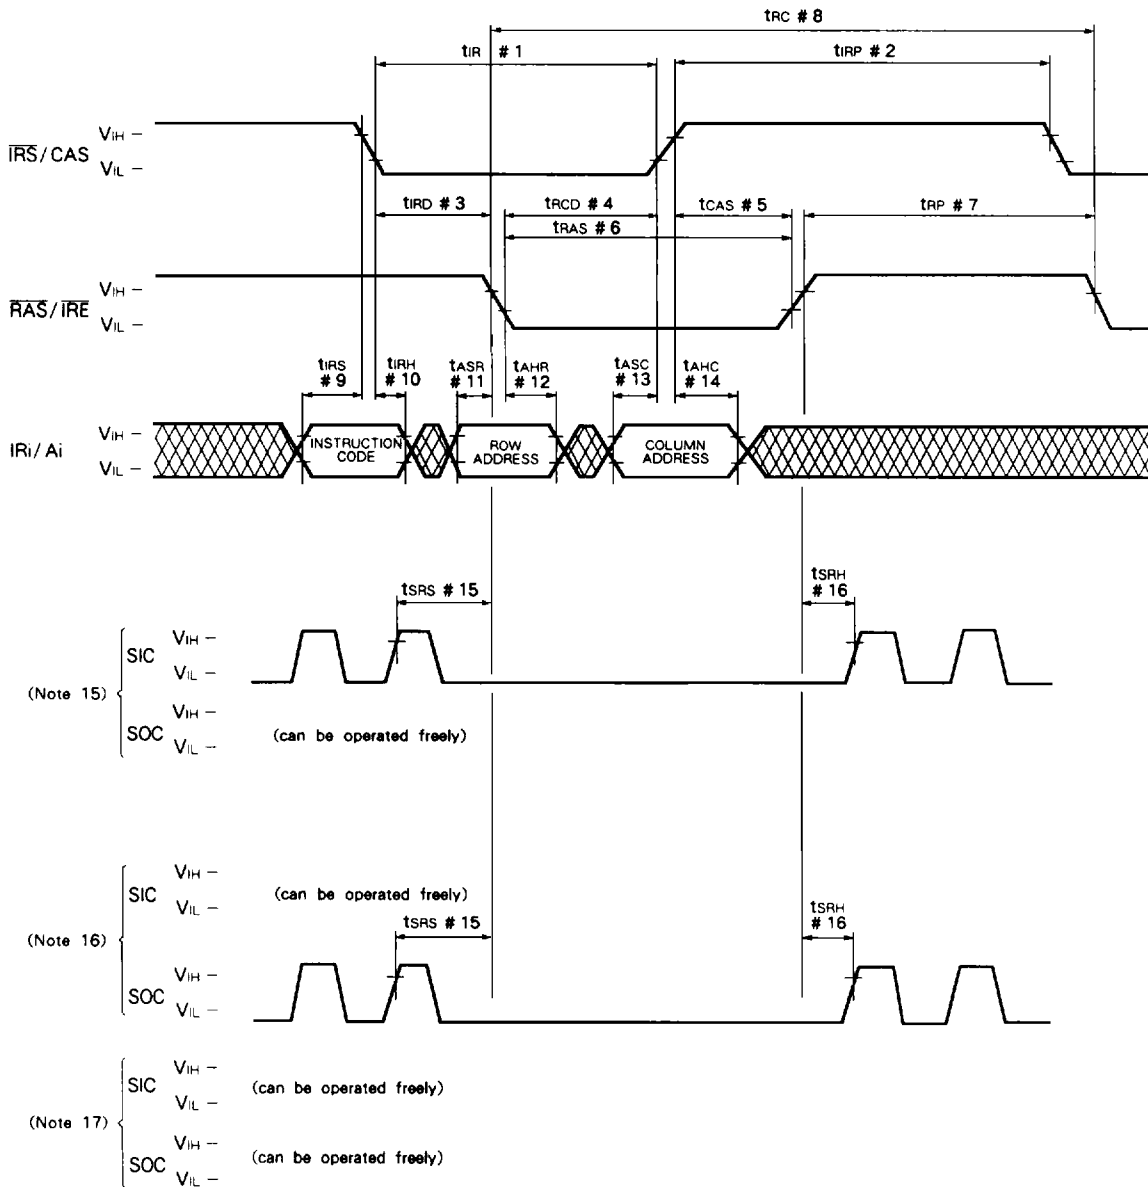 tRC # 8
tIR # 1
tIRP # 2
IRS/CAS
VIH –
VIL –
tIRD # 3
tRCD # 4
tCAS # 5
tRP # 7
tRAS # 6
RAS/IRE
VIH –
VIL –
tIRS # 9
tIRH # 10
tASR # 11
tAHR # 12
tASC # 13
tAHC # 14
IRi/Ai
VIH –
VIL –
INSTRUCTION CODE
ROW ADDRESS
COLUMN ADDRESS
tSRS # 15
tSRH # 16
(Note 15)
SIC
VIH –
VIL –
SOC
VIH –
VIL –
(can be operated freely)
(Note 16)
SIC
VIH –
VIL –
(can be operated freely)
tSRS # 15
tSRH # 16
SOC
VIH –
VIL –
(Note 17)
SIC
VIH –
VIL –
(can be operated freely)
SOC
VIH –
VIL –
(can be operated freely)